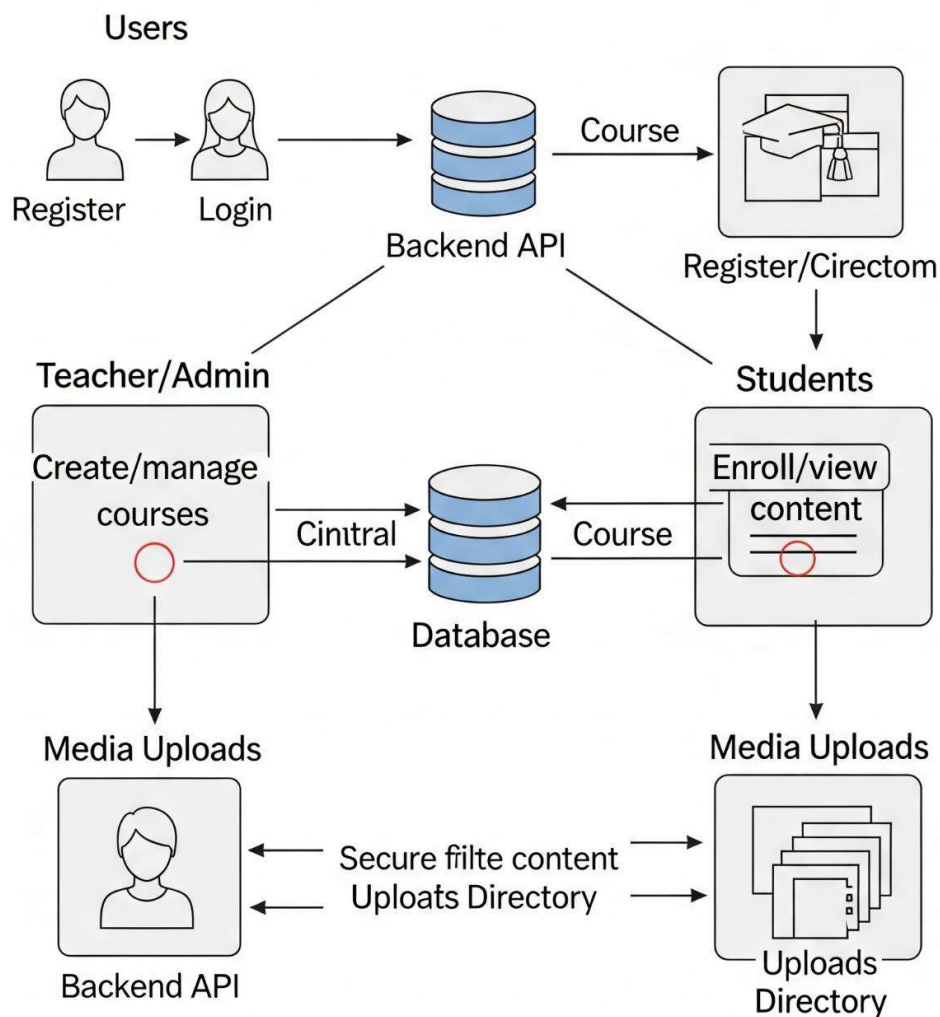 Users
Register
Login
Backend API
Course
Register/Cirectom
Teacher/Admin
Students
Create/manage
courses
Enroll/view
content
Cintral
Course
Database
Media Uploads
Media Uploads
Secure fiilte content
Uploats Directory
Backend API
Uploads
Directory